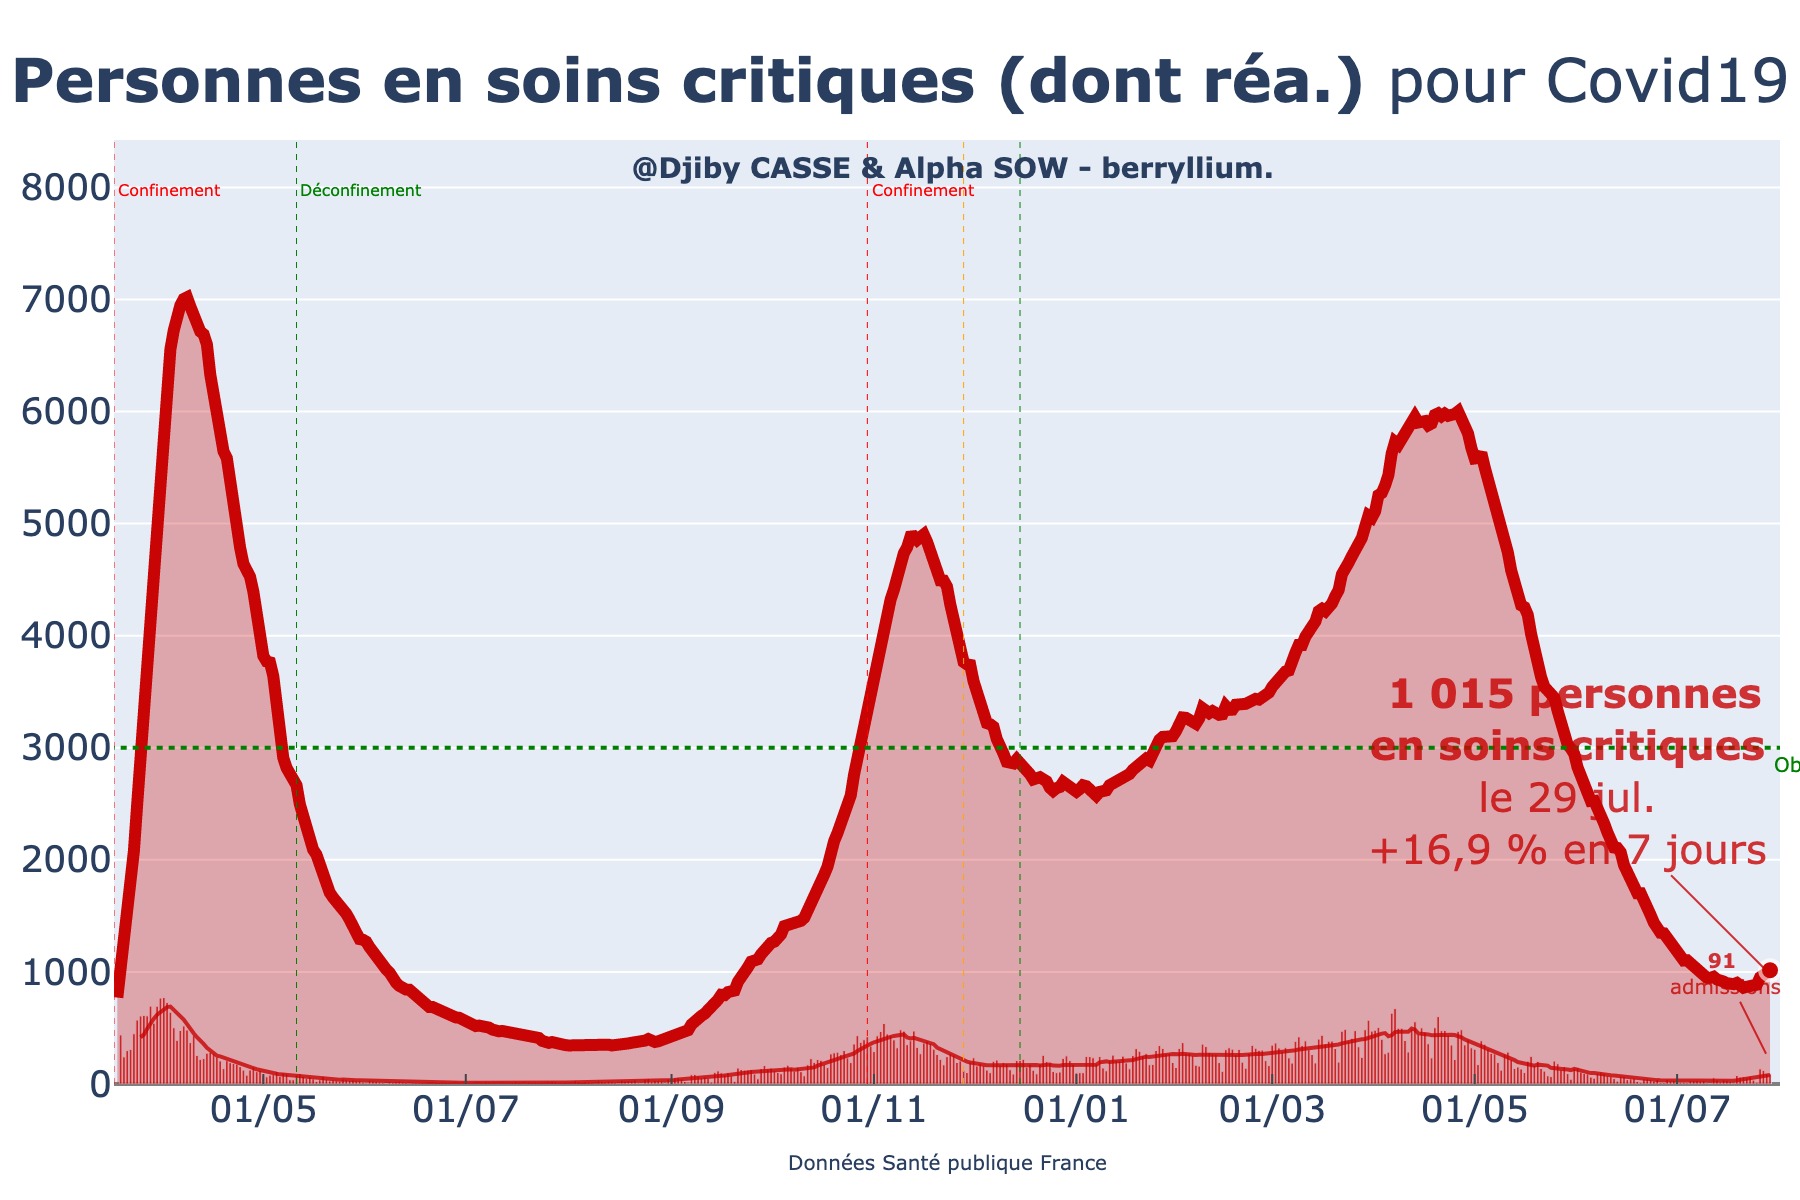 Personnes en soins critiques (dont réa.) pour Covid19
@Djiby CASSE & Alpha SOW - berryllium.
8000
Confinement
Déconfinement
Confinement
7000
6000
5000
4000
1 015 personnes
en soins critiques
le 29 jul.
+16,9 % en 7 jours
3000
Ob
2000
1000
91
admissions
0
01/05
01/07
01/09
01/11
01/01
01/03
01/05
01/07
Données Santé publique France